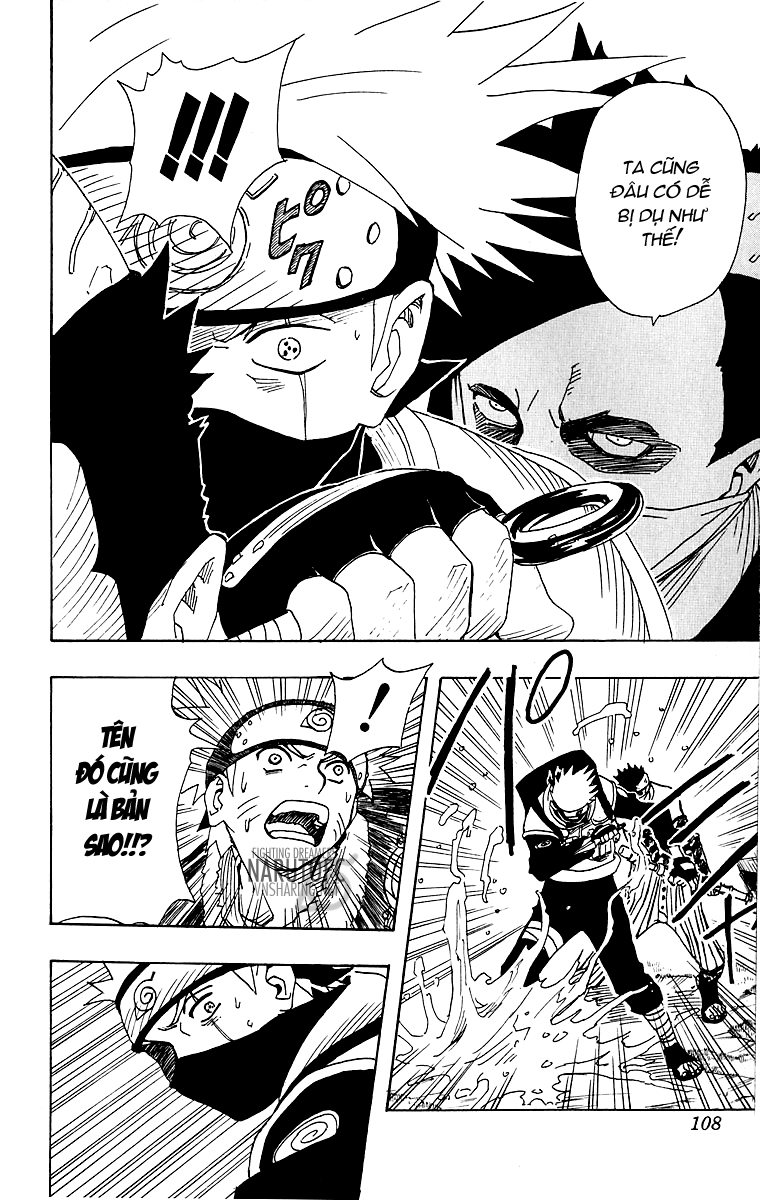 !!!
TA CŨNG
ĐÂU CÓ DỄ
BỊ DỤ NHƯ
THẾ!
!
TÊN
ĐÓ CŨNG
LÀ BẢN
SAO!!?
FIGHTING DREAMERS
NARUTO
VNSHARING
108